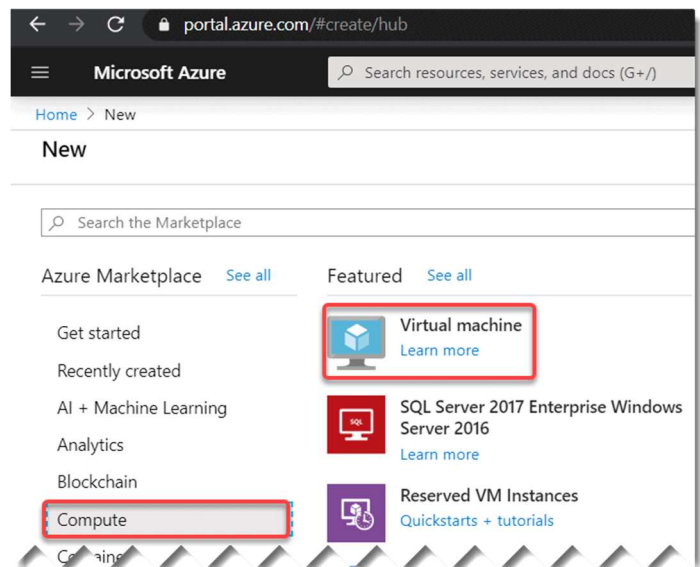 portal.azure.com/#create/hub
Microsoft Azure
Search resources, services, and docs (G+/)
Home > New
New
Search the Marketplace
Azure Marketplace See all
Featured See all
Get started
Recently created
AI + Machine Learning
Analytics
Blockchain
Compute
Virtual machine
Learn more
SQL
SQL Server 2017 Enterprise Windows
Server 2016
Learn more
Reserved VM Instances
Quickstarts + tutorials